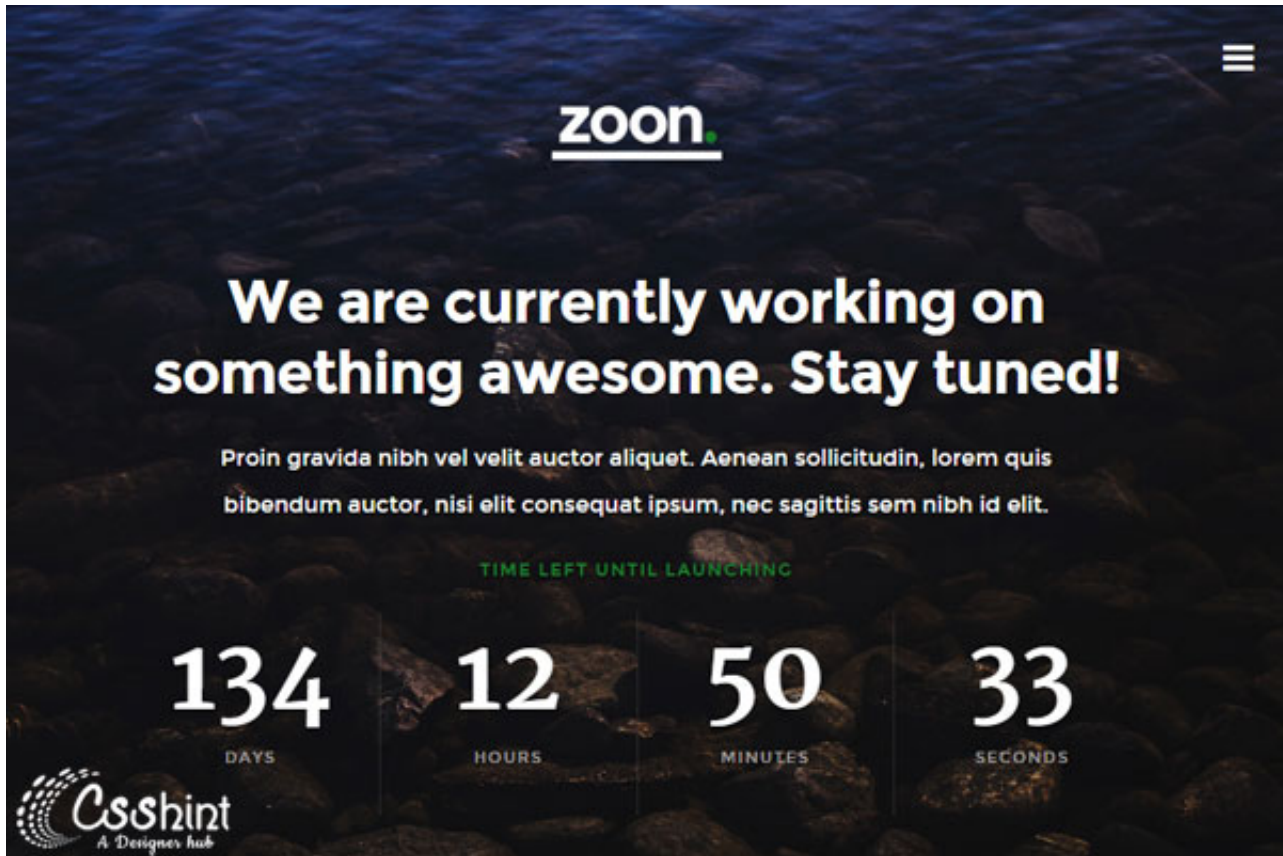 zoon.
We are currently working on
something awesome. Stay tuned!
Proin gravida nibh vel velit auctor aliquet. Aenean sollicitudin, lorem quis
bibendum auctor, nisi elit consequat ipsum, nec sagittis sem nibh id elit.
TIME LEFT UNTIL LAUNCHING
134 12 50 33
DAYS HOURS MINUTES SECONDS
Csshint
A Designer hub